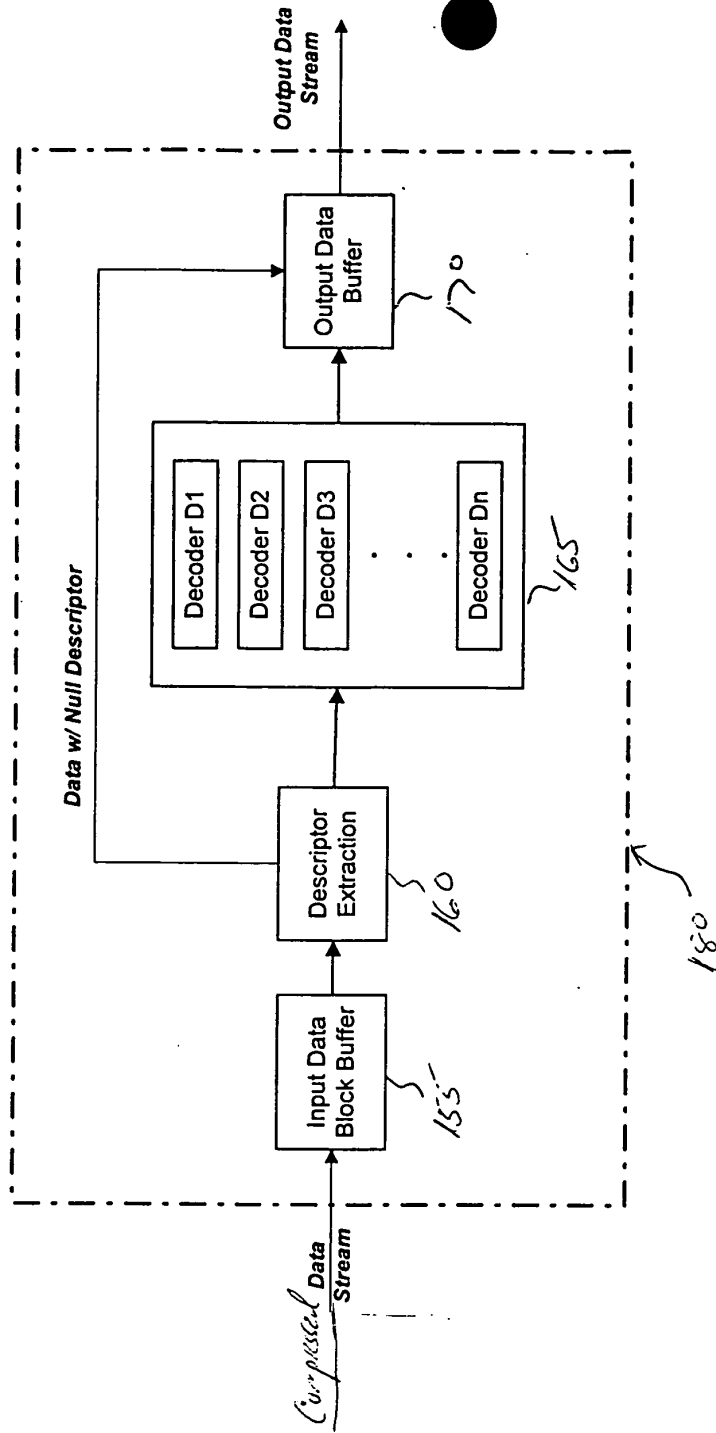 Compressed Data
Stream
Input Data
Block Buffer
155
Descriptor
Extraction
160
Data w/ Null Descriptor
Decoder D1
Decoder D2
Decoder D3
. . .
Decoder Dn
165
Output Data
Buffer
170
Output Data
Stream
180